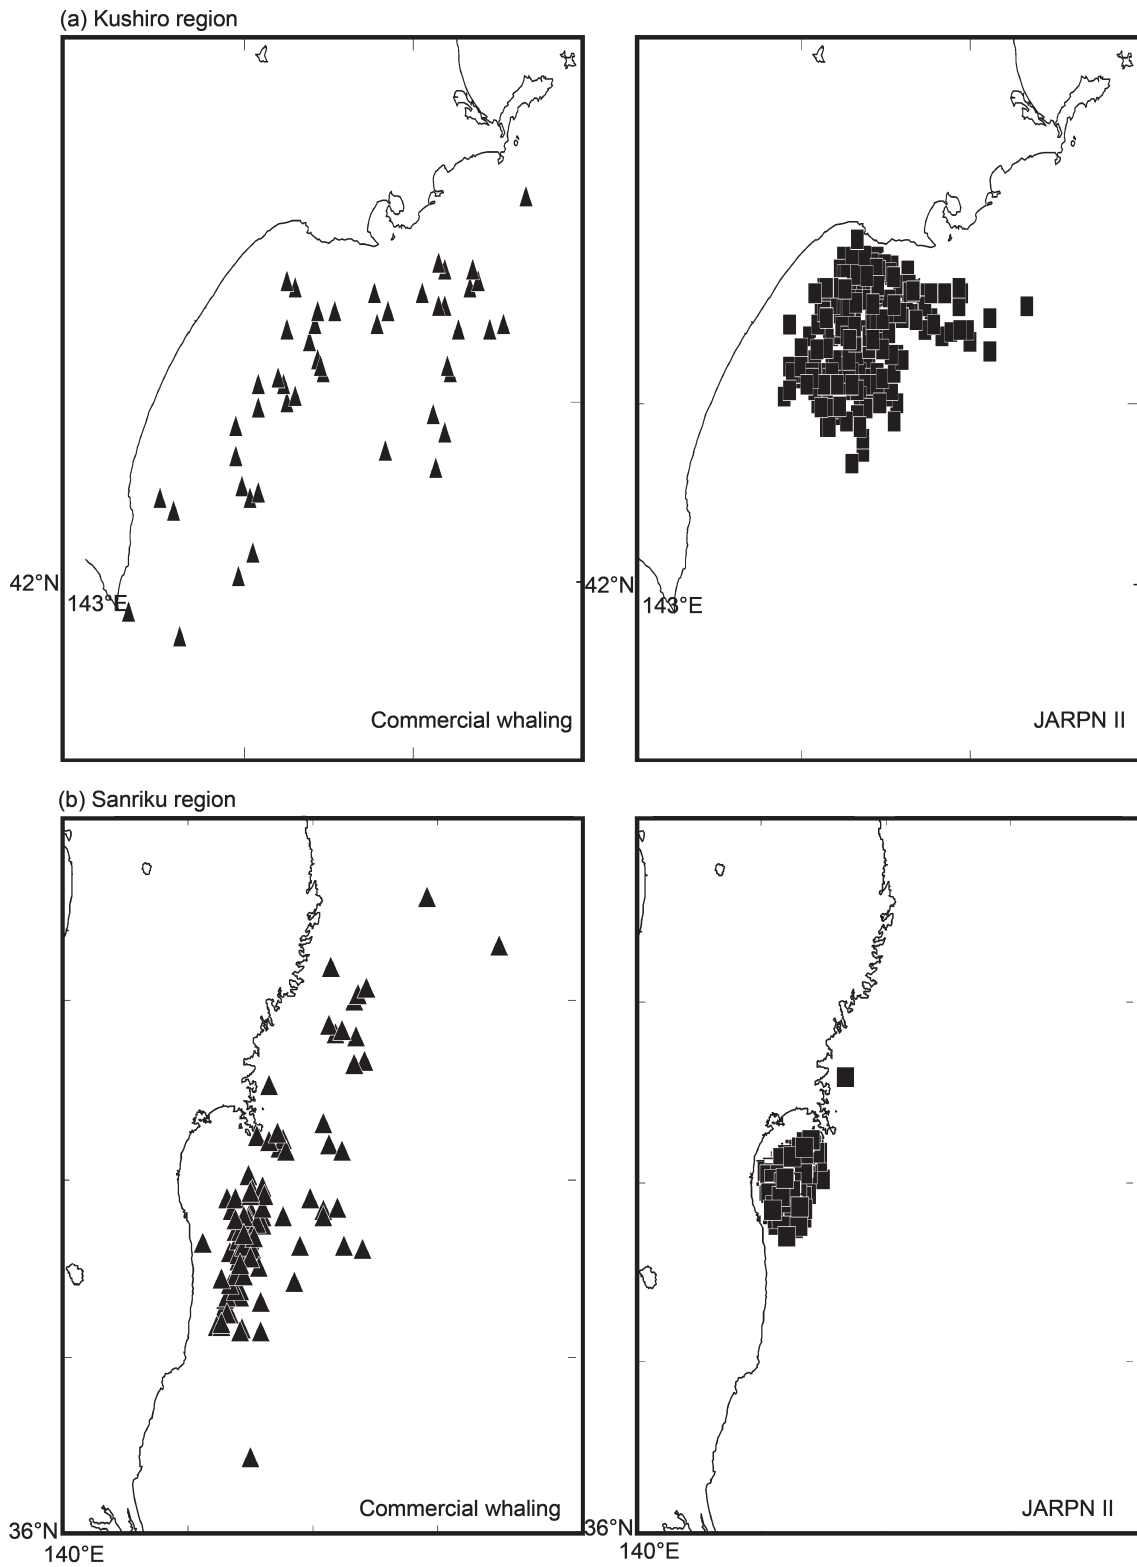 (a) Kushiro region
42°N
143°E
Commercial whaling
42°N
143°E
JARPN II
(b) Sanriku region
36°N
140°E
Commercial whaling
36°N
140°E
JARPN II